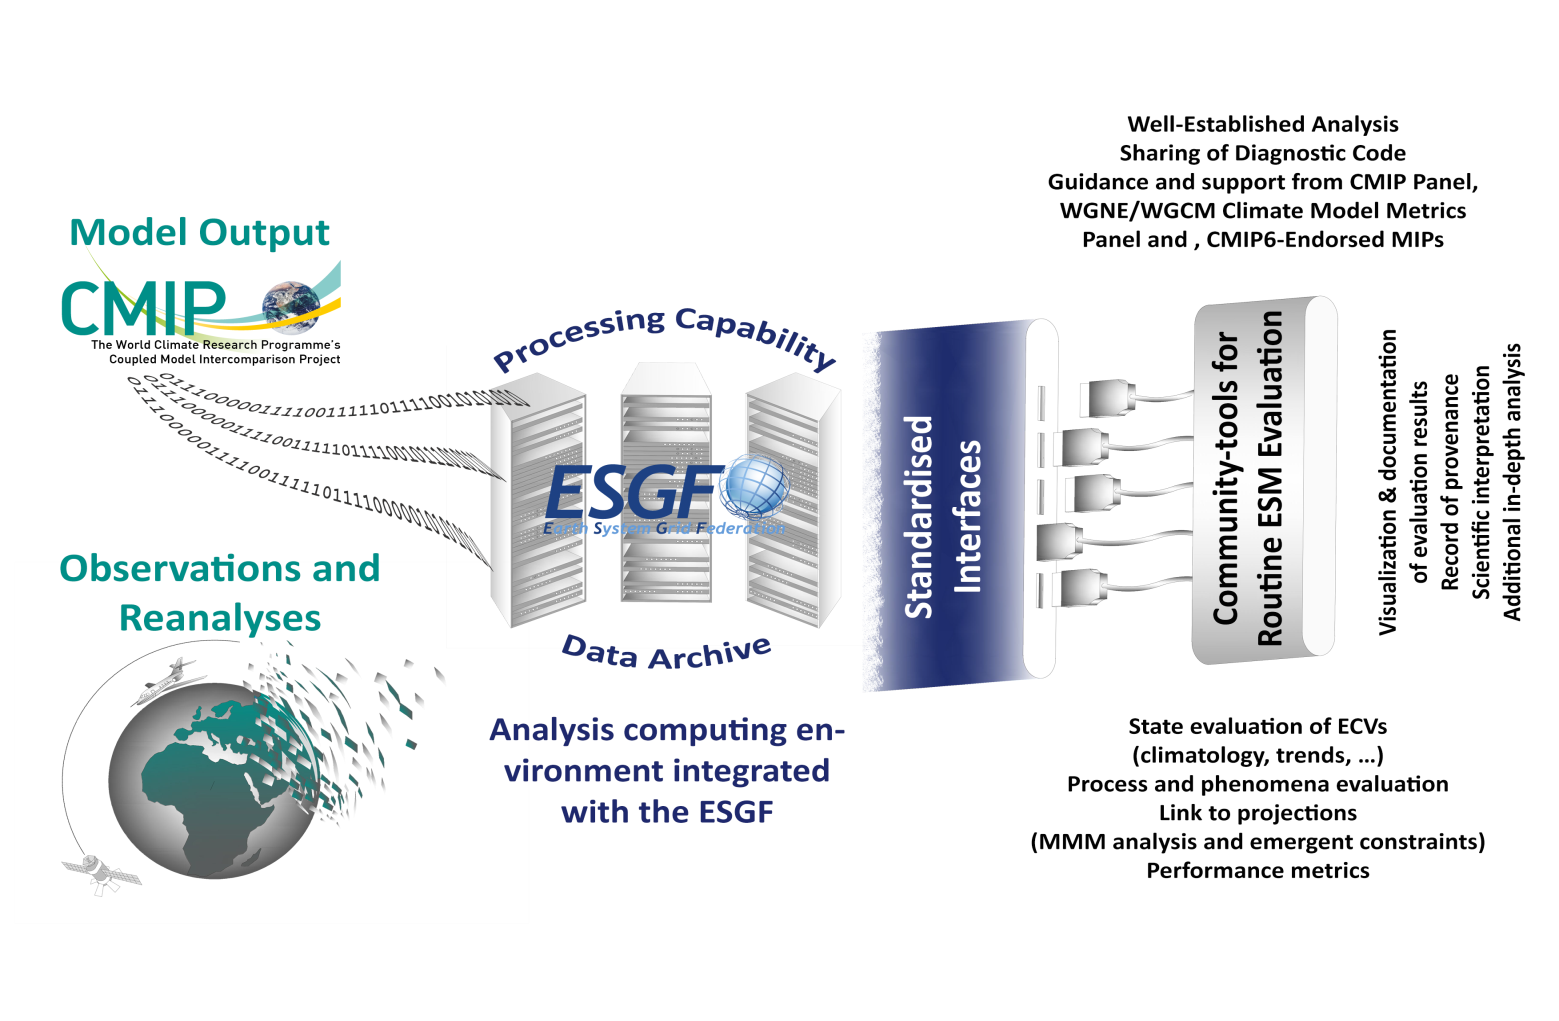 Model Output
CMIP
The World Climate Research Programme's
Coupled Model Intercomparison Project
Observations and
Reanalyses
Processing Capability
ESGF
Earth System Grid Federation
Data Archive
Analysis computing en-
vironment integrated
with the ESGF
Standardised
Interfaces
Well-Established Analysis
Sharing of Diagnostic Code
Guidance and support from CMIP Panel,
WGNE/WGCM Climate Model Metrics
Panel and , CMIP6-Endorsed MIPs
Community-tools for
Routine ESM Evaluation
Visualization & documentation
of evaluation results
Record of provenance
Scientific interpretation
Additional in-depth analysis
State evaluation of ECVs
(climatology, trends, ...)
Process and phenomena evaluation
Link to projections
(MMM analysis and emergent constraints)
Performance metrics